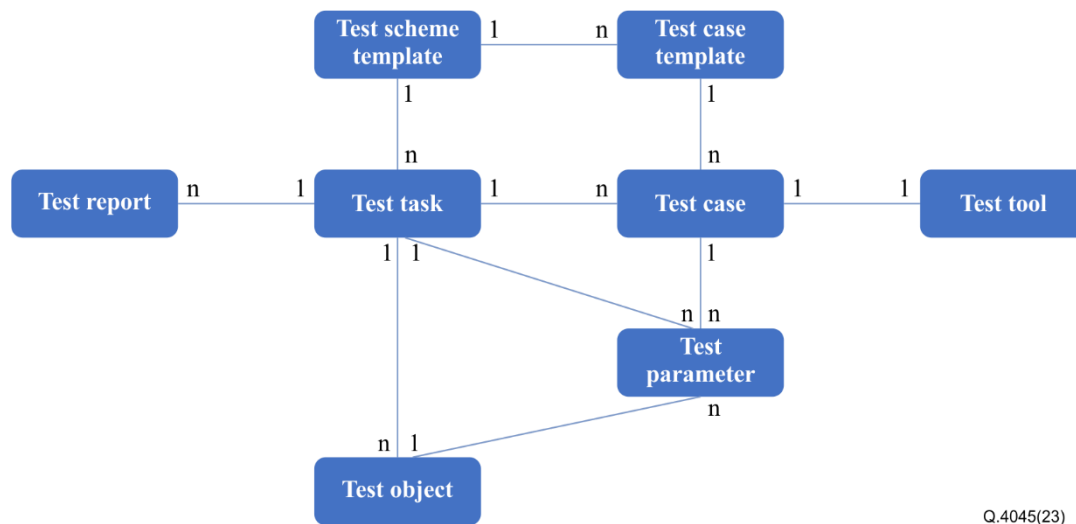 Test scheme
template
1
n
Test case
template
1
1
n
n
Test report
n
1
Test task
1
n
Test case
1
1
Test tool
1
1
1
n
n
Test
parameter
n
n
1
Test object
Q.4045(23)